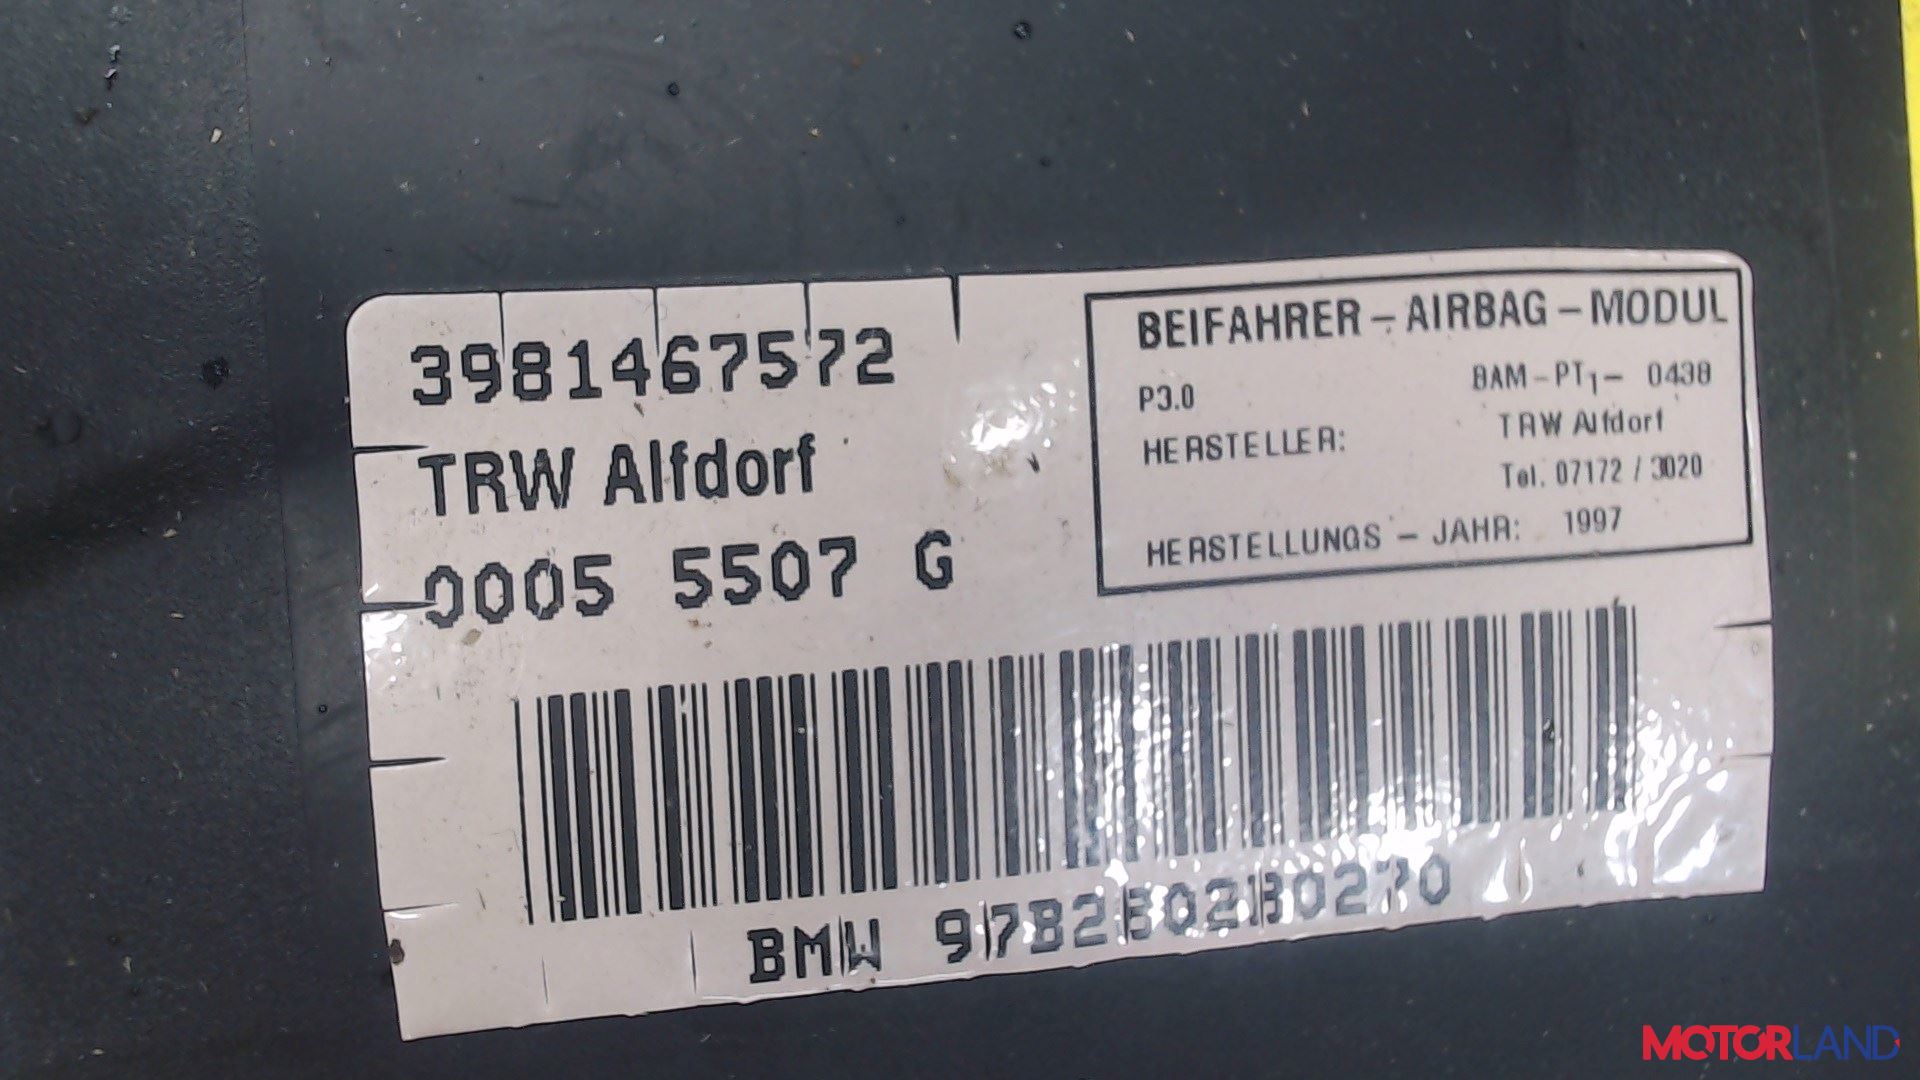 3981467572
TRW Alfdorf
0005 5507 G
BEIFAHRER – AIRBAG – MODUL
P3.0 BAM – PT1 – 0438
HERSTELLER: TRW Alfdorf
Tel. 07172 / 3020
HERSTELLUNGS – JAHR: 1997
BMW
MOTORLAND